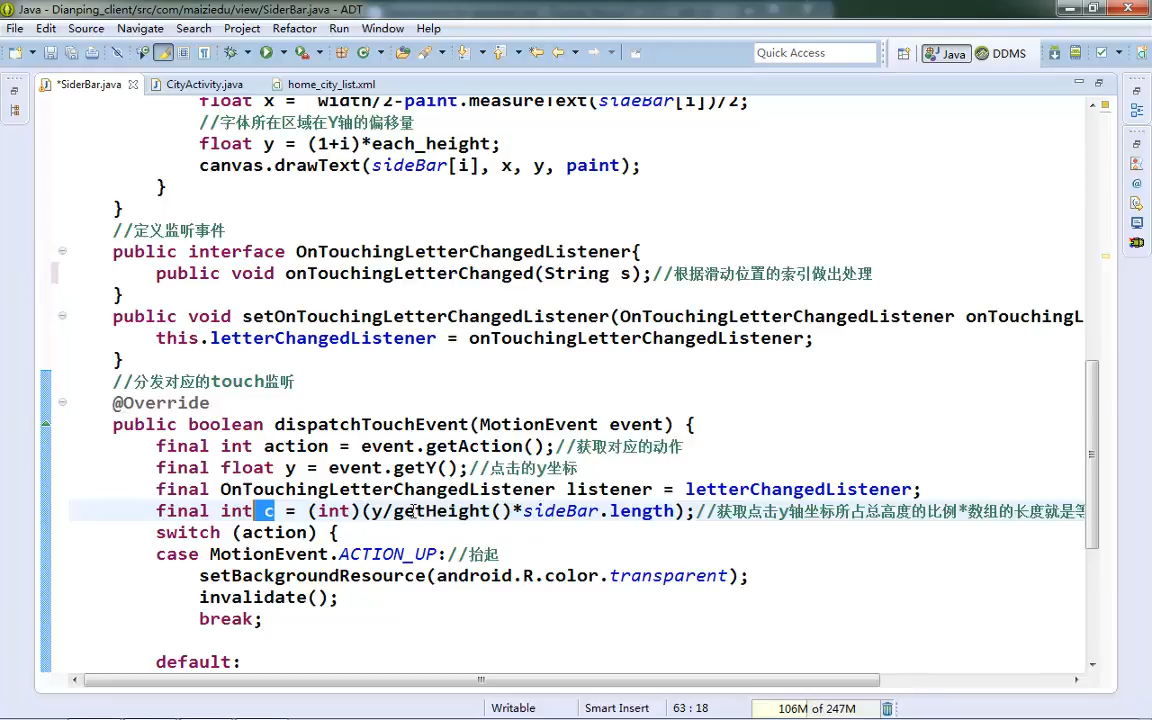 Java - Dianping_client/src/com/maiziedu/view/SiderBar.java - ADT
File Edit Source Navigate Search Project Refactor Run Window Help
Quick Access Java DDMS
*SiderBar.java CityActivity.java home_city_list.xml
float x = width/2-paint.measureText(sideBar[i])/2;
//字体所在区域在Y轴的偏移量
float y = (1+i)*each_height;
canvas.drawText(sideBar[i], x, y, paint);
}
}
//定义监听事件
public interface OnTouchingLetterChangedListener{
public void onTouchingLetterChanged(String s);//根据滑动位置的索引做出处理
}
public void setOnTouchingLetterChangedListener(OnTouchingLetterChangedListener onTouchingL
this.letterChangedListener = onTouchingLetterChangedListener;
}
//分发对应的touch监听
@Override
public boolean dispatchTouchEvent(MotionEvent event) {
final int action = event.getAction();//获取对应的动作
final float y = event.getY();//点击的y坐标
final OnTouchingLetterChangedListener listener = letterChangedListener;
final int c = (int)(y/getHeight()*sideBar.length);//获取点击y轴坐标所占总高度的比例*数组的长度就是等
switch (action) {
case MotionEvent.ACTION_UP://抬起
setBackgroundResource(android.R.color.transparent);
invalidate();
break;
default:
Writable Smart Insert 63 : 18 106M of 247M